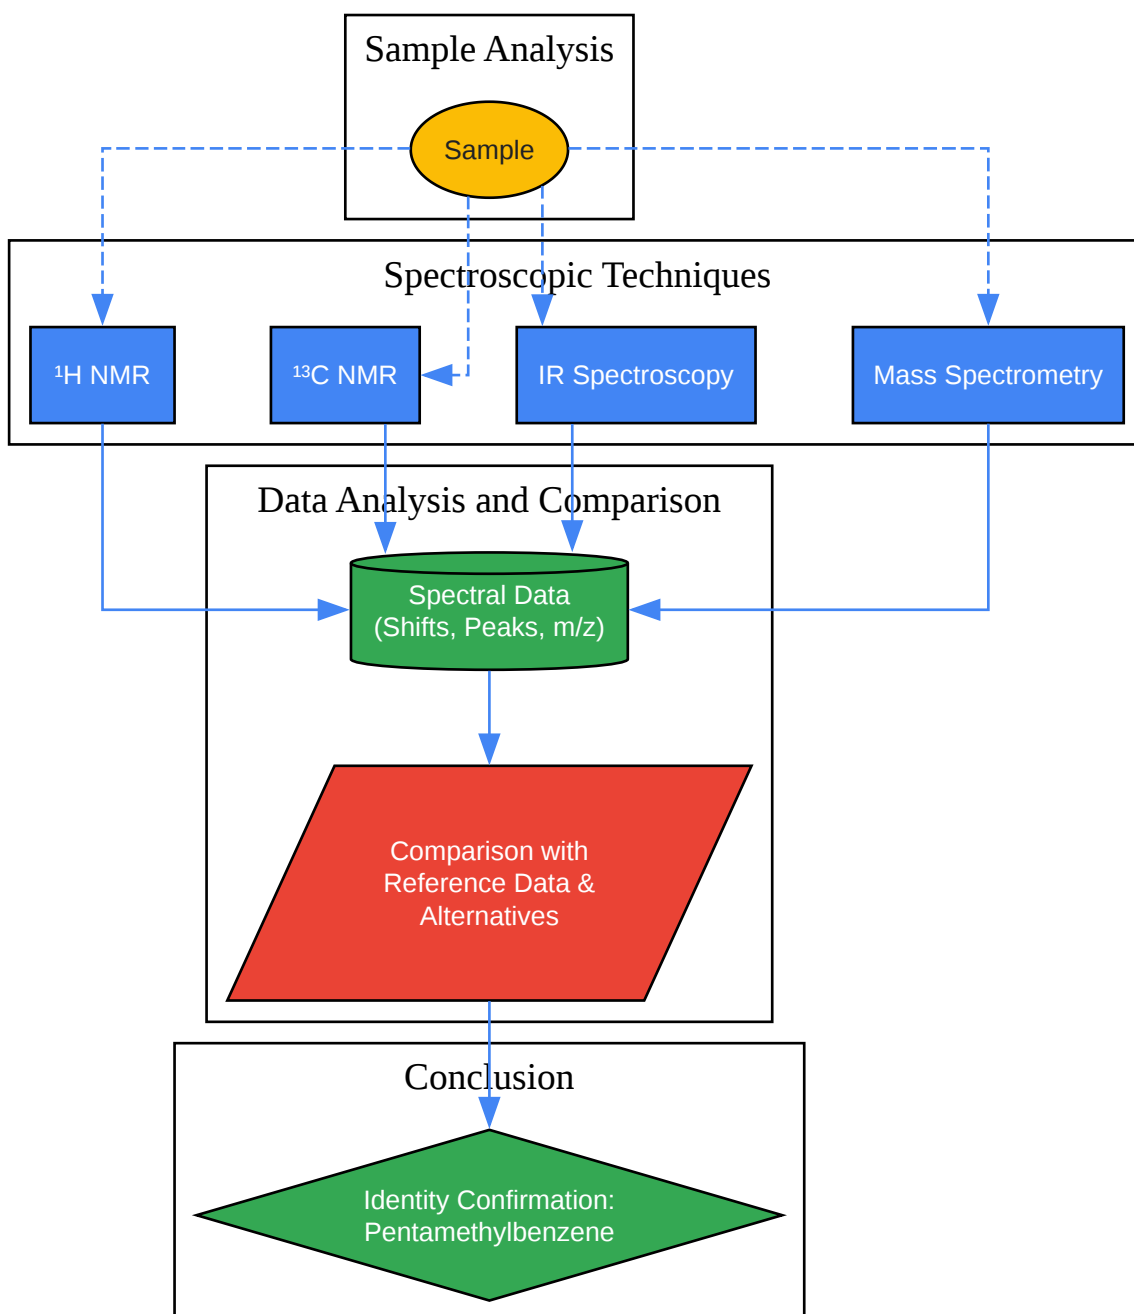 Sample Analysis
Sample
Spectroscopic Techniques
¹H NMR
¹³C NMR
IR Spectroscopy
Mass Spectrometry
Data Analysis and Comparison
Spectral Data
(Shifts, Peaks, m/z)
Comparison with
Reference Data &
Alternatives
Conclusion
Identity Confirmation:
Pentamethylbenzene